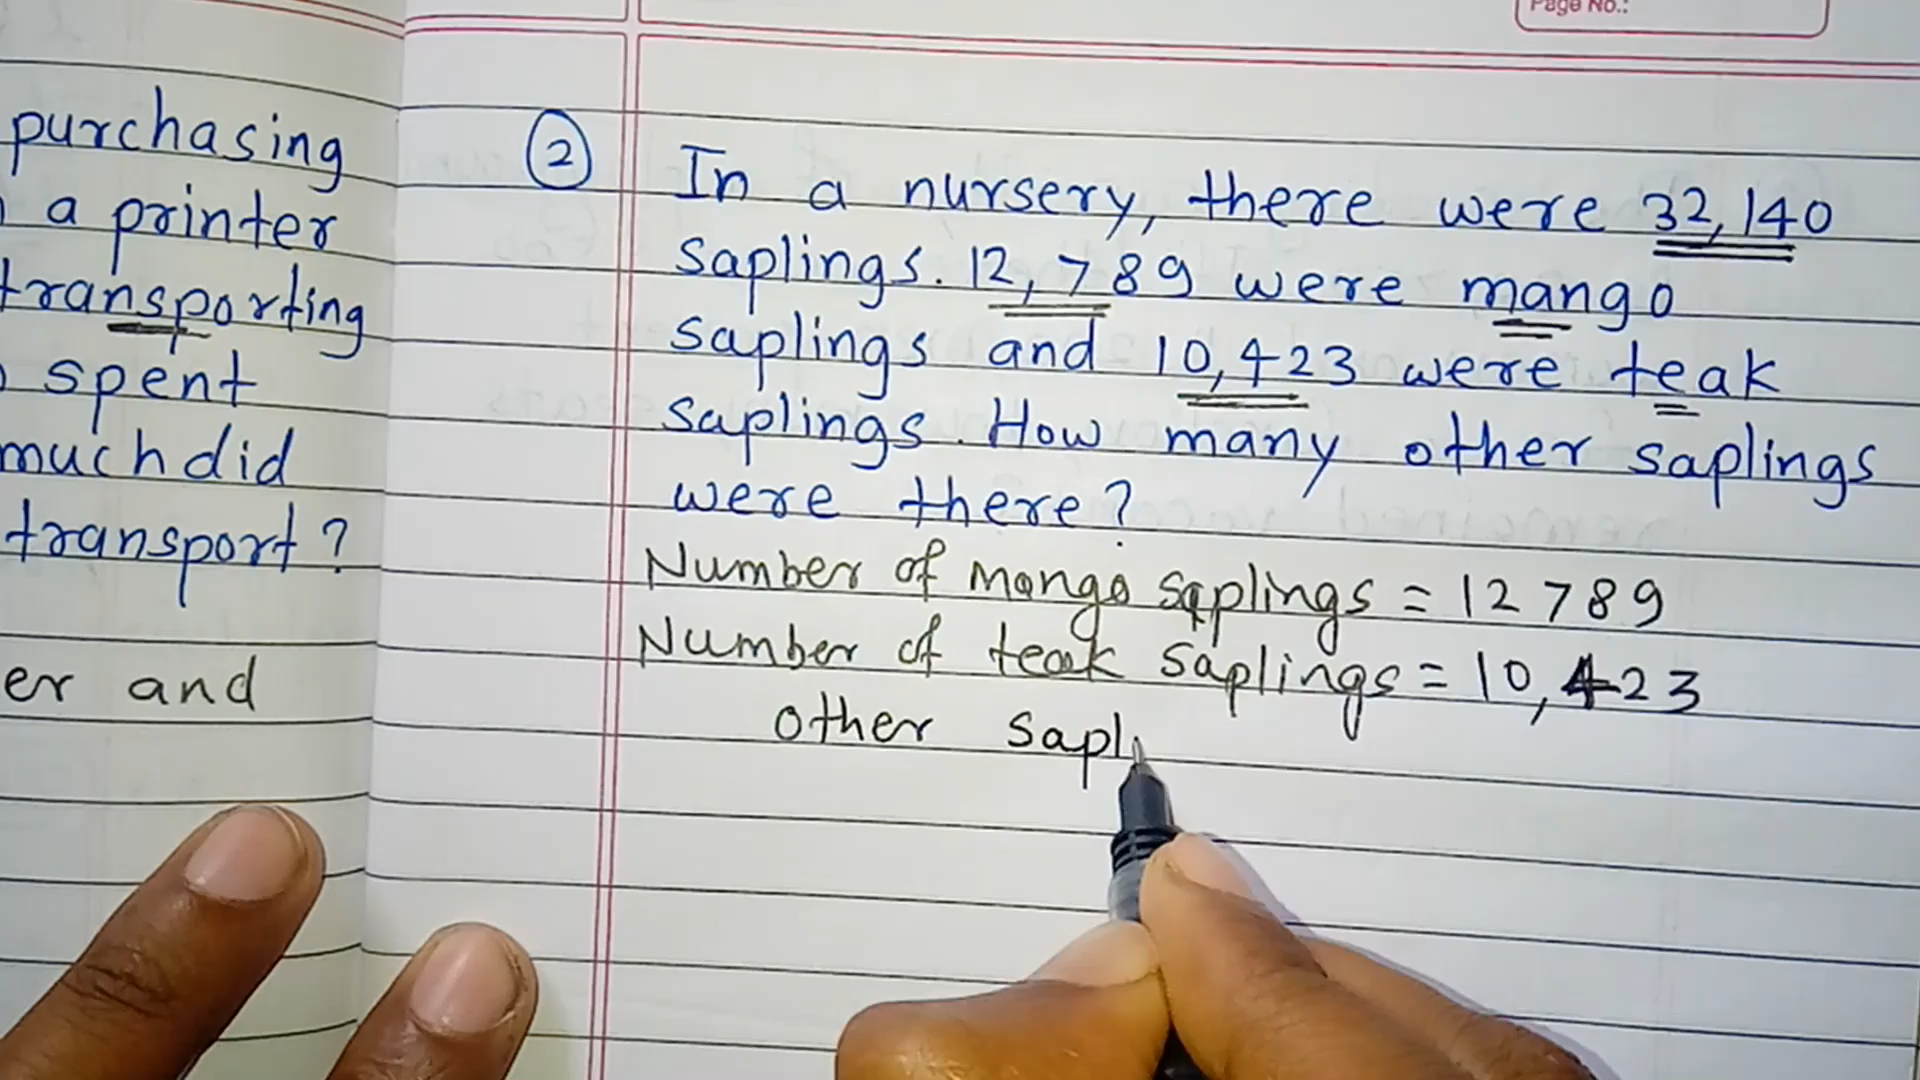 Page No.:
purchasing
a printer
transporting
spent
much did
transport?
er and
2 In a nursery, there were 32,140
saplings. 12,789 were mango
saplings and 10,423 were teak
saplings. How many other saplings
were there?
Number of mango saplings = 12789
Number of teak saplings = 10,423
other sapl